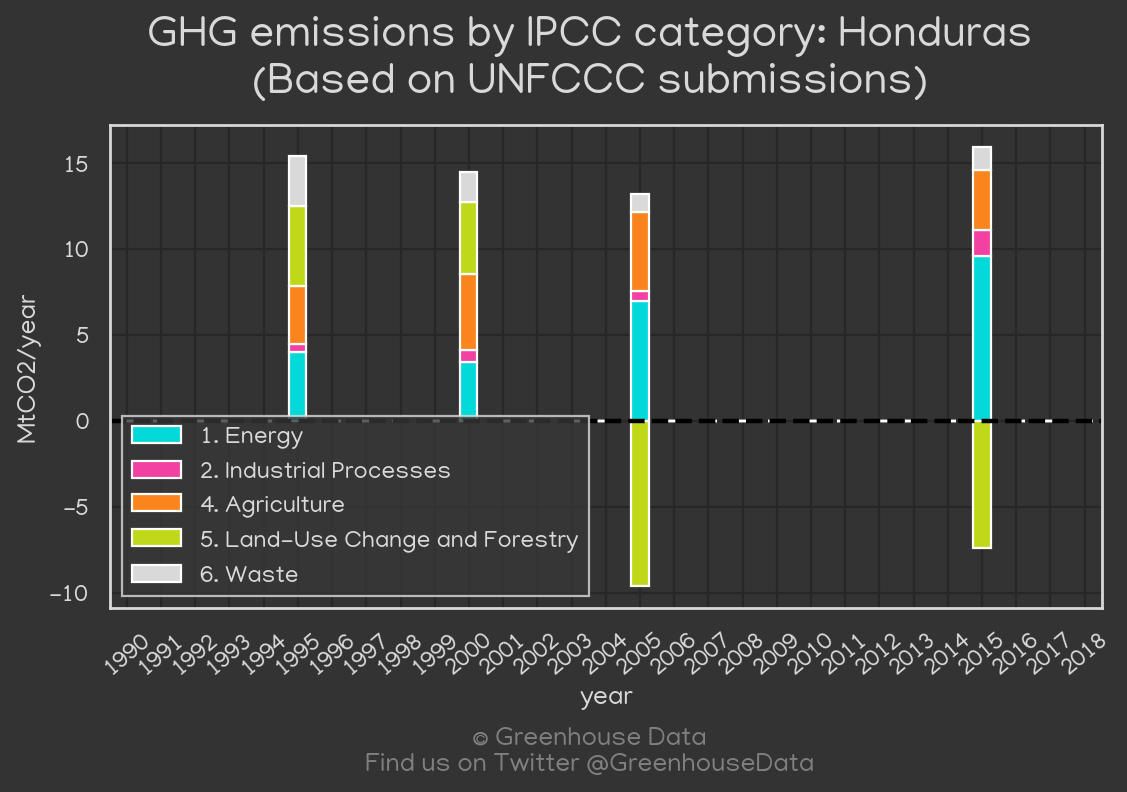 GHG emissions by IPCC category: Honduras
(Based on UNFCCC submissions)
MtCO2/year
15
10
5
0
−5
−10
1. Energy
2. Industrial Processes
4. Agriculture
5. Land-Use Change and Forestry
6. Waste
1990 1991 1992 1993 1994 1995 1996 1997 1998 1999 2000 2001 2002 2003 2004 2005 2006 2007 2008 2009 2010 2011 2012 2013 2014 2015 2016 2017 2018
year
© Greenhouse Data
Find us on Twitter @GreenhouseData